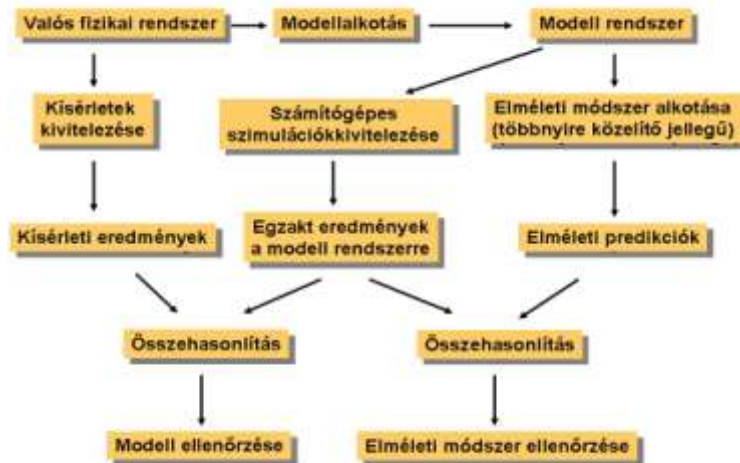 Valós fizikai rendszer
Modellalkotás
Modell rendszer
Kísérletek
kivitelezése
Számítógépes
szimulációkkivitelezése
Elméleti módszer alkotása
(többnyire közelítő jellegű)
Kísérleti eredmények
Egzakt eredmények
a modell rendszerre
Elméleti predikciók
Összehasonlítás
Összehasonlítás
Modell ellenőrzése
Elméleti módszer ellenőrzése